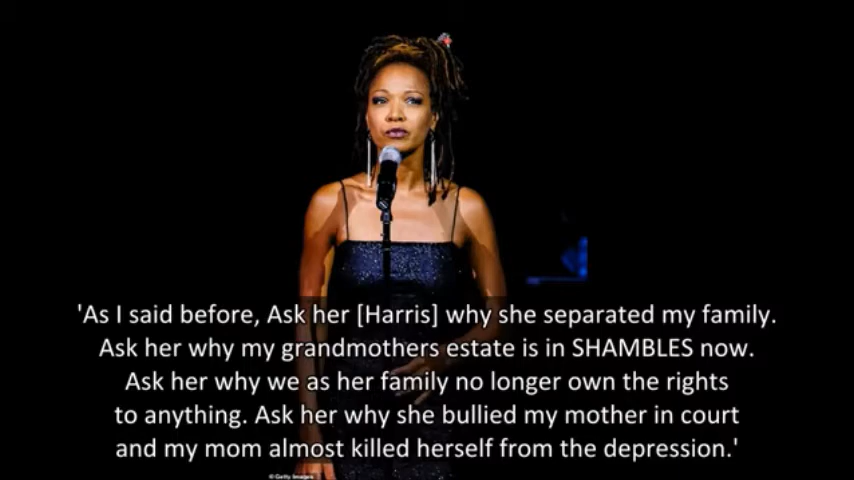 'As I said before, Ask her [Harris] why she separated my family.
Ask her why my grandmothers estate is in SHAMBLES now.
Ask her why we as her family no longer own the rights
to anything. Ask her why she bullied my mother in court
and my mom almost killed herself from the depression.'
© Getty Images